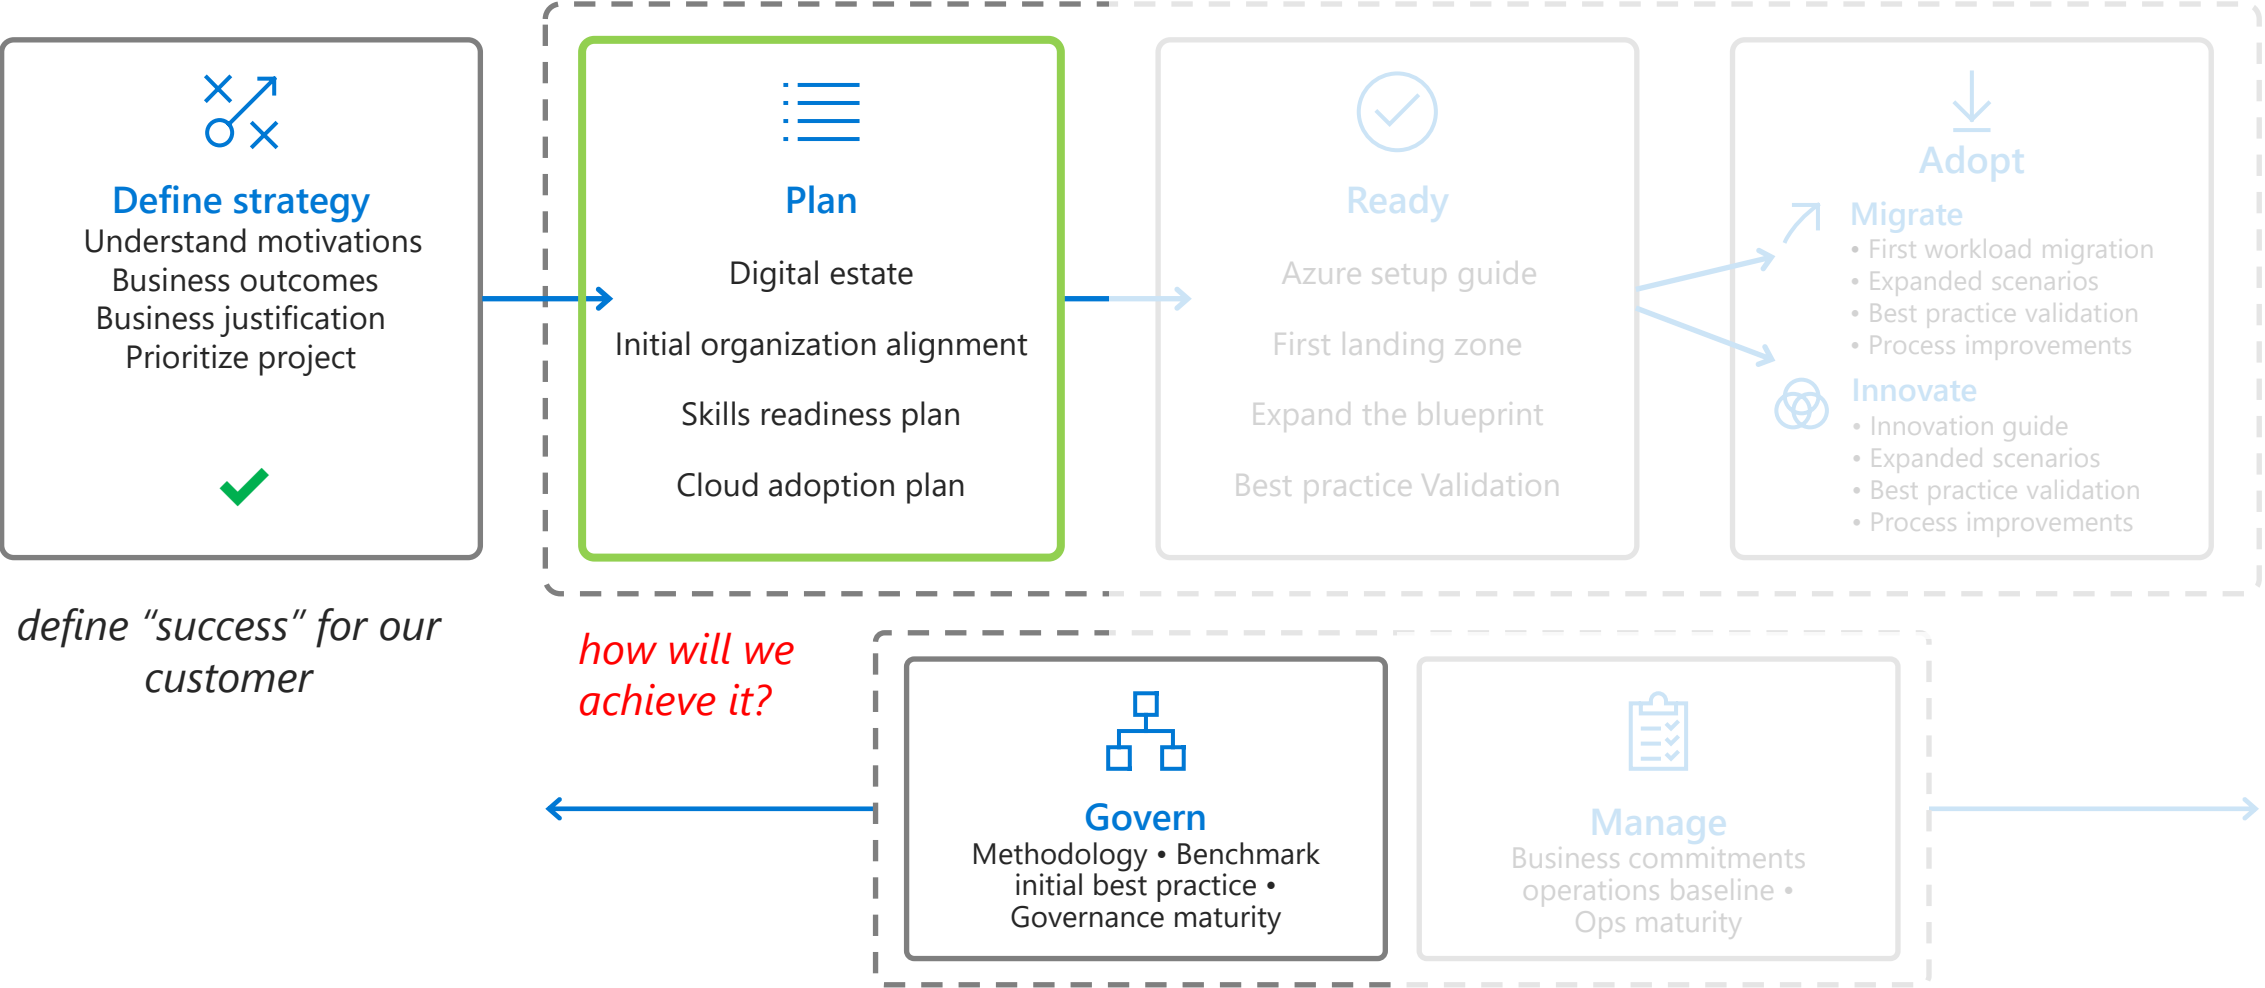 Define strategy
Understand motivations
Business outcomes
Business justification
Prioritize project
define “success” for our
customer
Plan
Digital estate
Initial organization alignment
Skills readiness plan
Cloud adoption plan
how will we
achieve it?
Ready
Azure setup guide
First landing zone
Expand the blueprint
Best practice Validation
Adopt
Migrate
• First workload migration
• Expanded scenarios
• Best practice validation
• Process improvements
Innovate
• Innovation guide
• Expanded scenarios
• Best practice validation
• Process improvements
Govern
Methodology • Benchmark
initial best practice •
Governance maturity
Manage
Business commitments
operations baseline •
Ops maturity